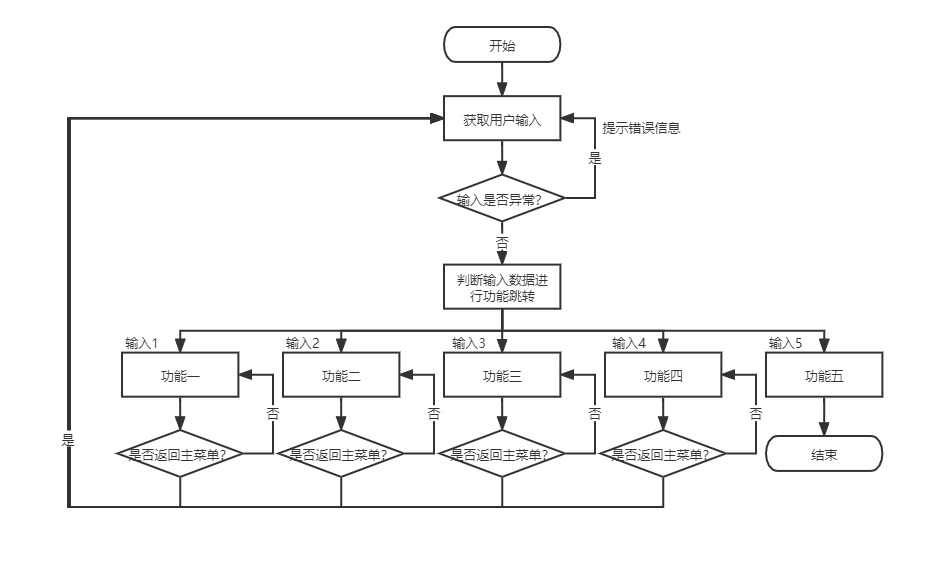 开始
获取用户输入
提示错误信息
是
输入是否异常?
否
判断输入数据进
行功能跳转
输入1
输入2
输入3
输入4
输入5
功能一
功能二
功能三
功能四
功能五
否
否
否
否
是
是否返回主菜单?
是否返回主菜单?
是否返回主菜单?
是否返回主菜单?
结束